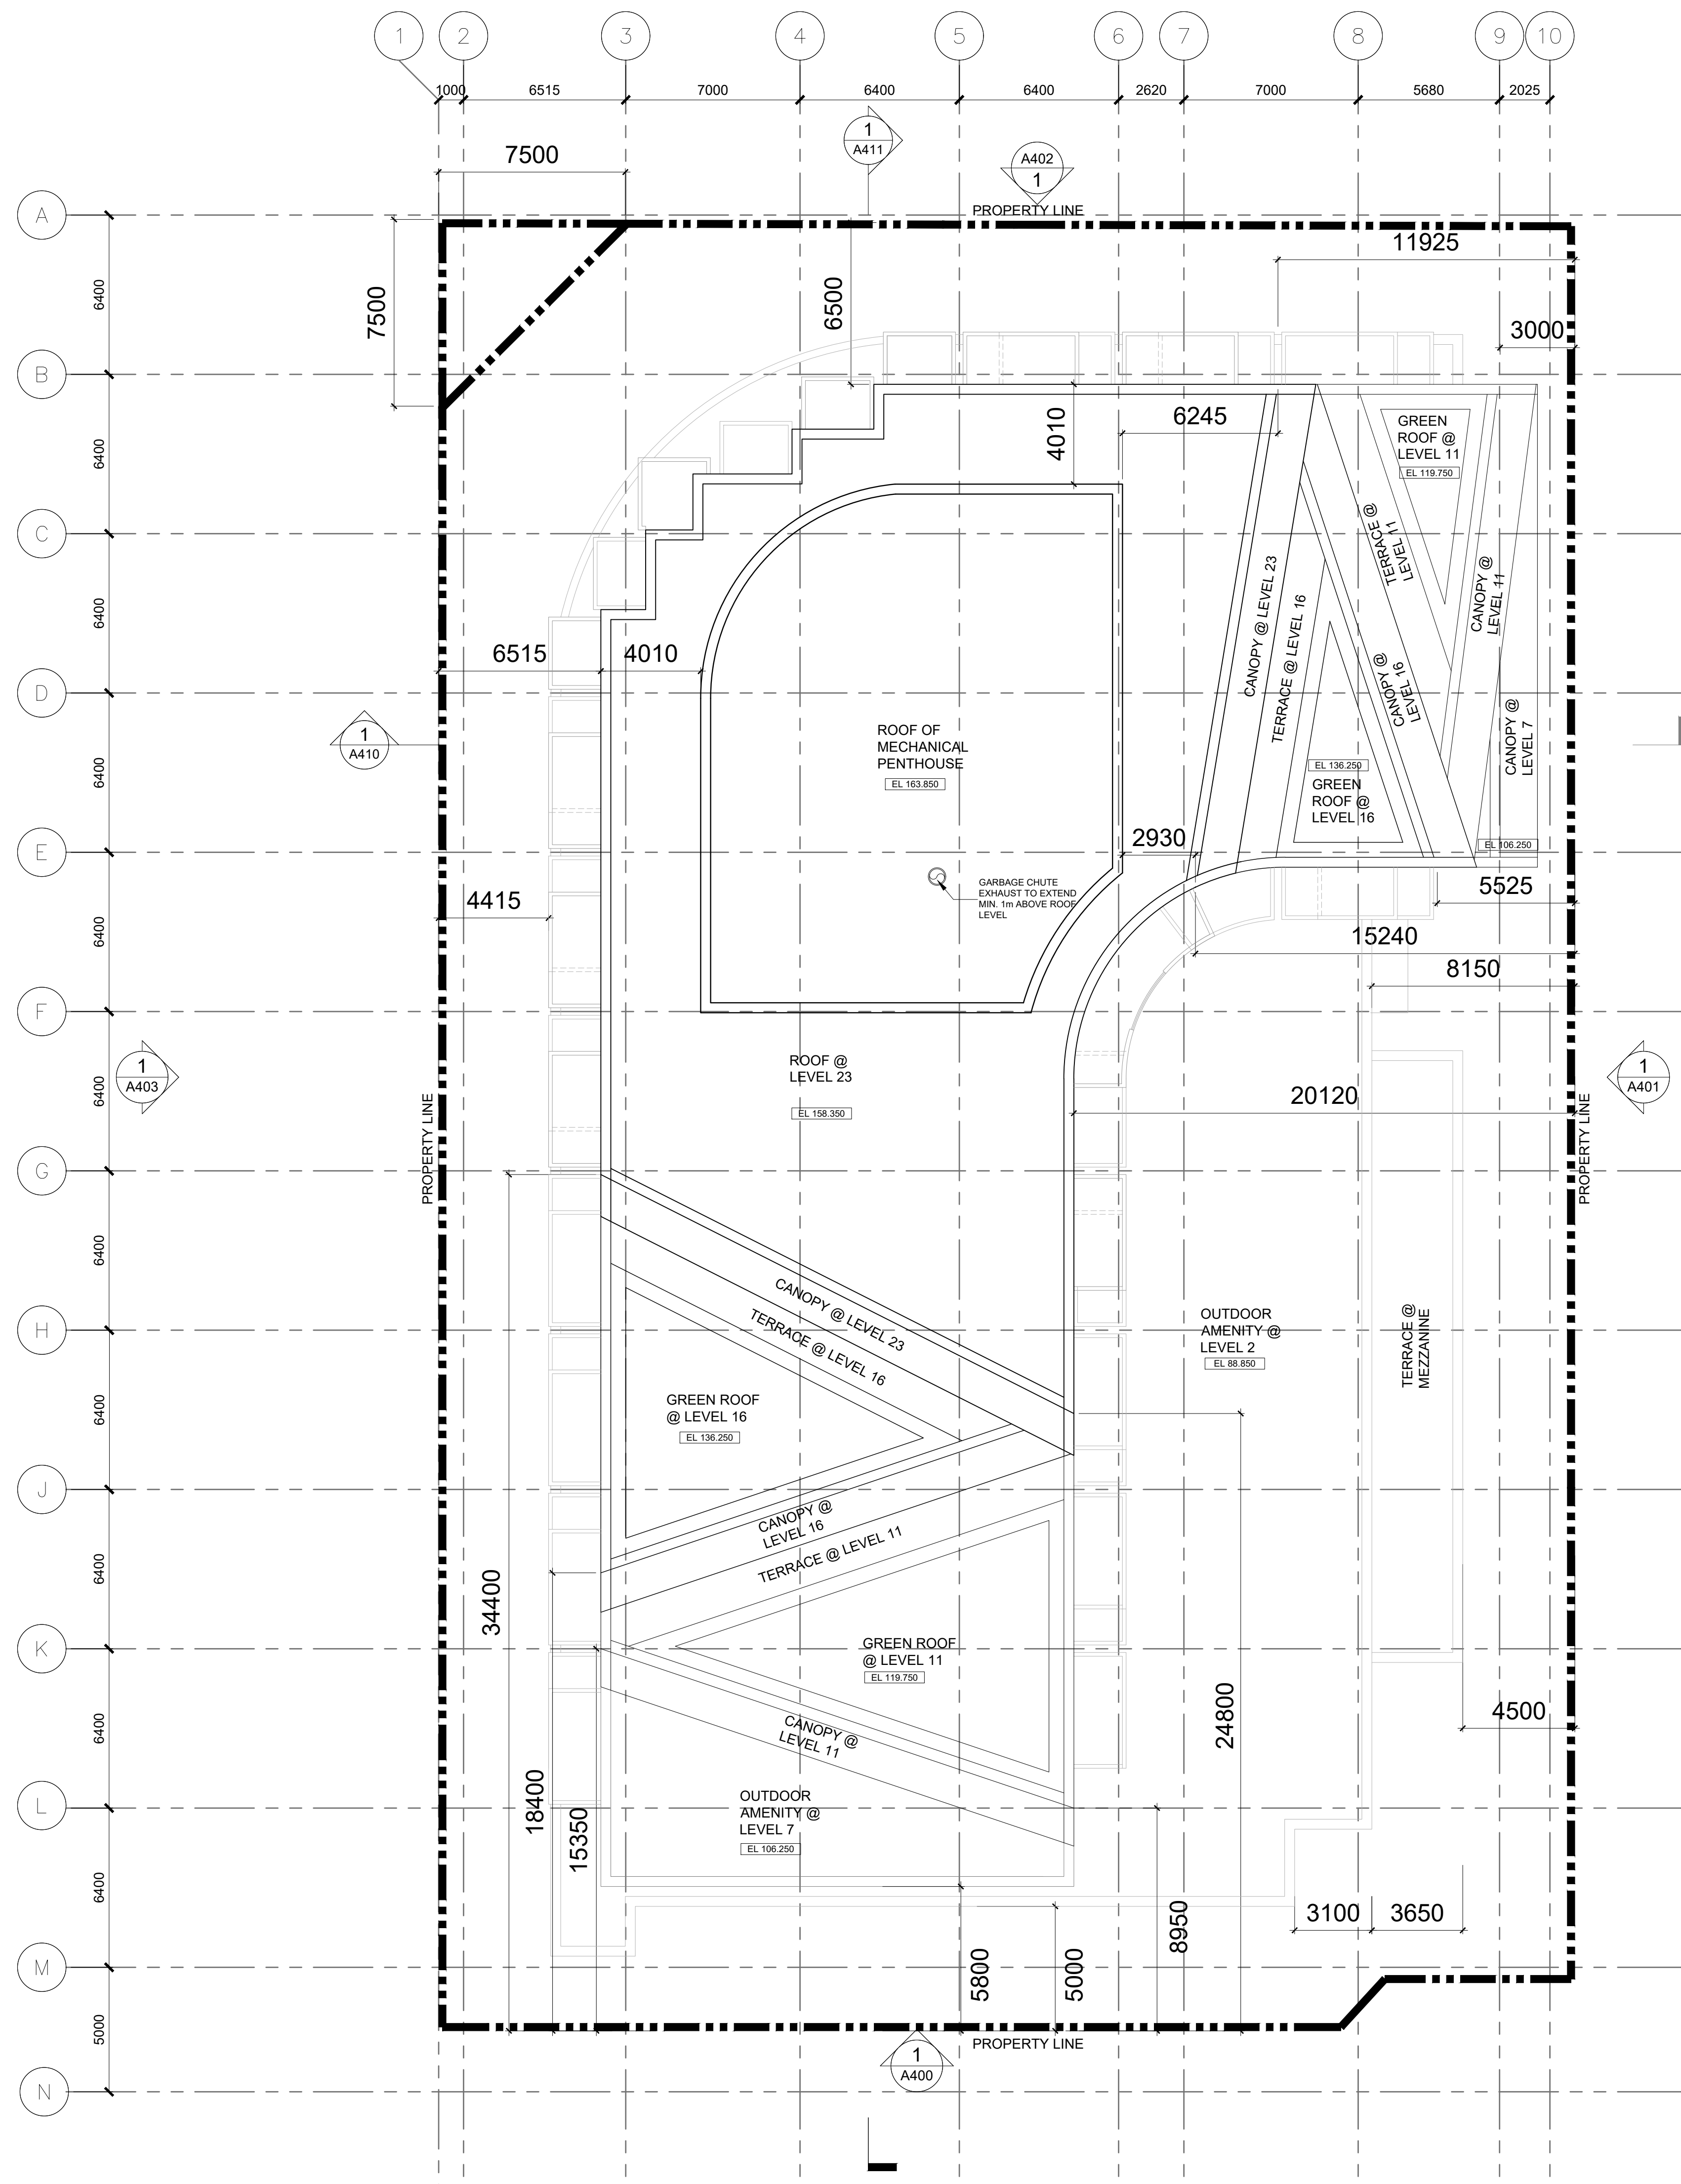 1 2 3 4 5 6 7 8 9 10
1000 6515 7000 6400 6400 2620 7000 5680 2025
7500
1
A411
A402
1
A
PROPERTY LINE
11925
6400
7500
6500
3000
B
4010
6245
GREEN
ROOF @
LEVEL 11
EL 119.750
6400
C
TERRACE @
LEVEL 11
CANOPY @
LEVEL 11
CANOPY @ LEVEL 23
TERRACE @ LEVEL 16
6400
6515
4010
CANOPY @
LEVEL 16
D
CANOPY @
LEVEL 7
1
A410
ROOF OF
MECHANICAL
PENTHOUSE
EL 163.850
6400
EL 136.250
GREEN
ROOF @
LEVEL 16
2930
EL 106.250
E
GARBAGE CHUTE
EXHAUST TO EXTEND
MIN. 1m ABOVE ROOF
LEVEL
5525
4415
6400
15240
8150
F
1
A403
ROOF @
LEVEL 23
EL 158.350
1
A401
6400
20120
PROPERTY LINE
PROPERTY LINE
G
6400
CANOPY @ LEVEL 23
TERRACE @ LEVEL 16
H
OUTDOOR
AMENITY @
LEVEL 2
EL 88.850
TERRACE @
MEZZANINE
6400
GREEN ROOF
@ LEVEL 16
EL 136.250
J
CANOPY @
LEVEL 16
TERRACE @ LEVEL 11
6400
34400
K
GREEN ROOF
@ LEVEL 11
EL 119.750
24800
4500
6400
CANOPY @
LEVEL 11
L
18400
15350
OUTDOOR
AMENITY @
LEVEL 7
EL 106.250
6400
3100
3650
8950
M
5800
5000
5000
PROPERTY LINE
1
A400
N